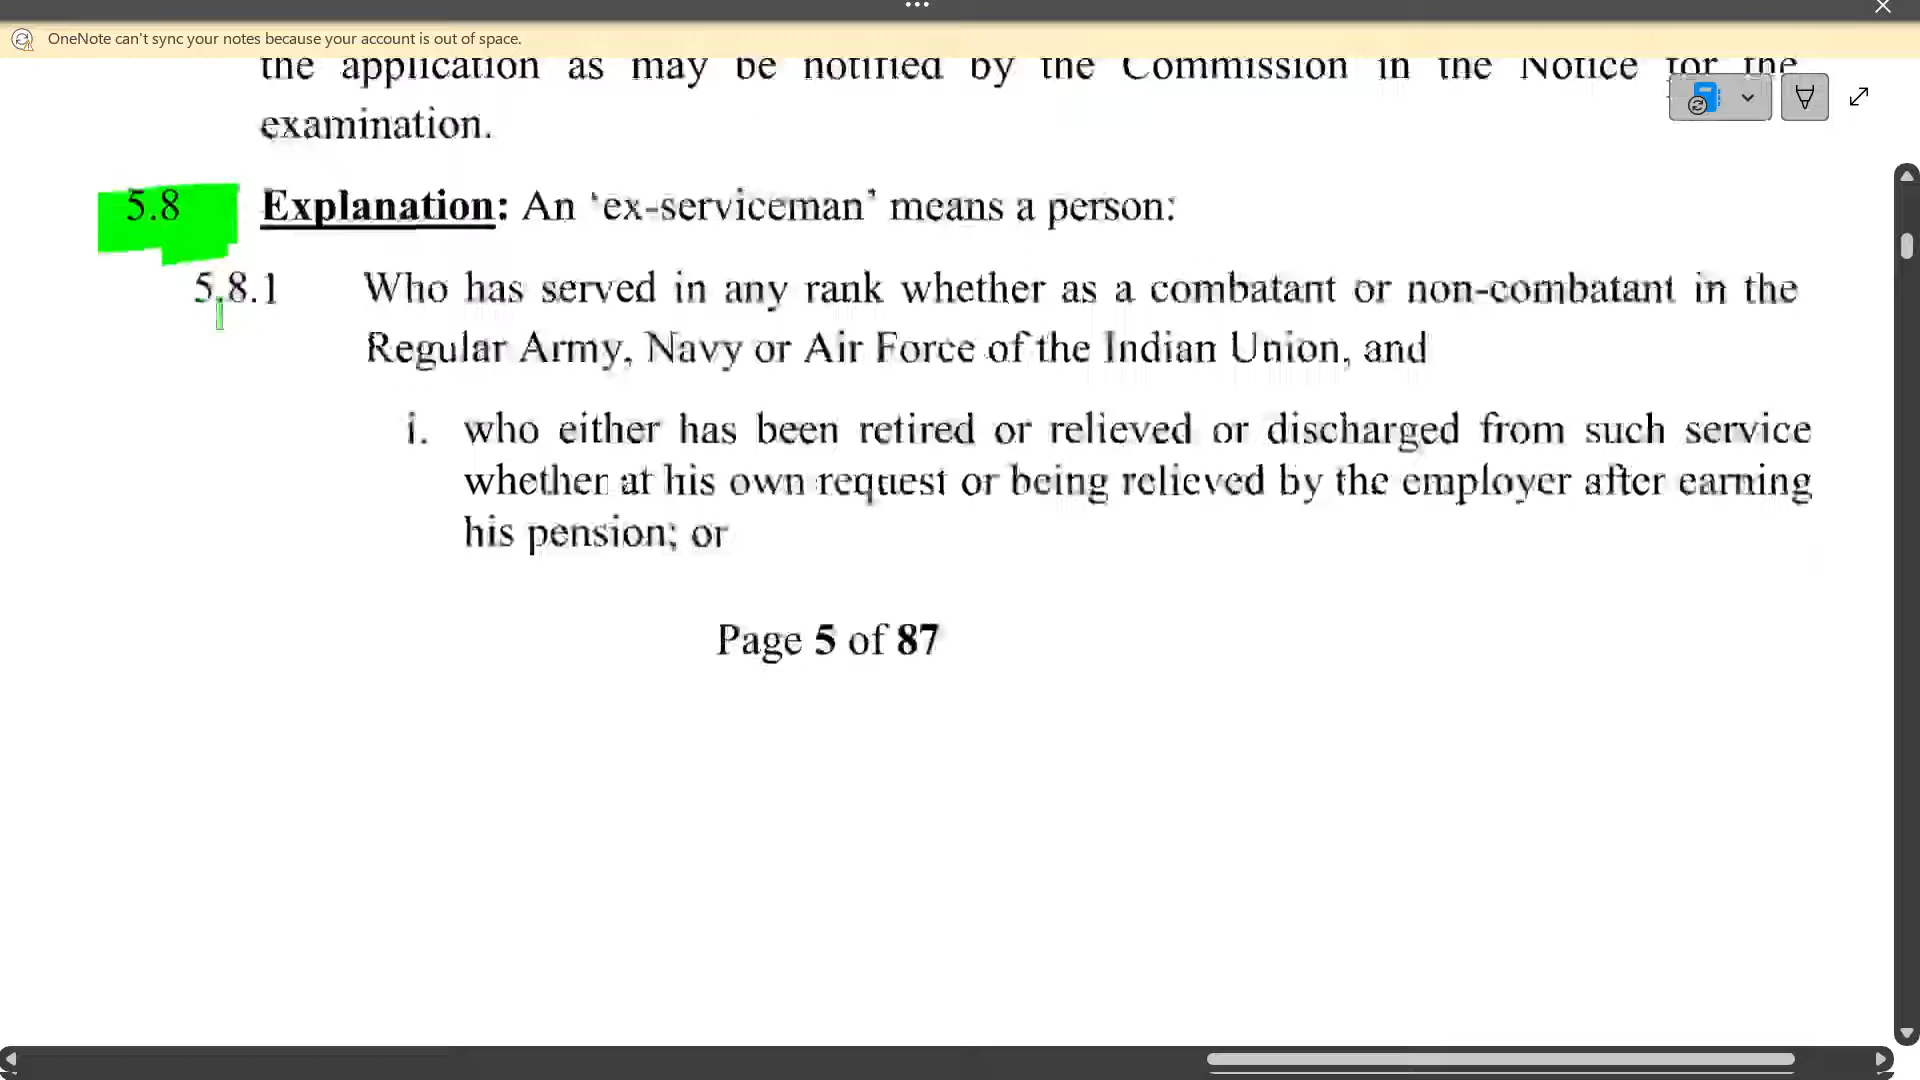 OneNote can't sync your notes because your account is out of space.
the application as may be notified by the Commission in the Notice for the
examination.
5.8 Explanation: An ‘ex-serviceman’ means a person:
5.8.1 Who has served in any rank whether as a combatant or non-combatant in the
Regular Army, Navy or Air Force of the Indian Union, and
i. who either has been retired or relieved or discharged from such service
whether at his own request or being relieved by the employer after earning
his pension; or
Page 5 of 87